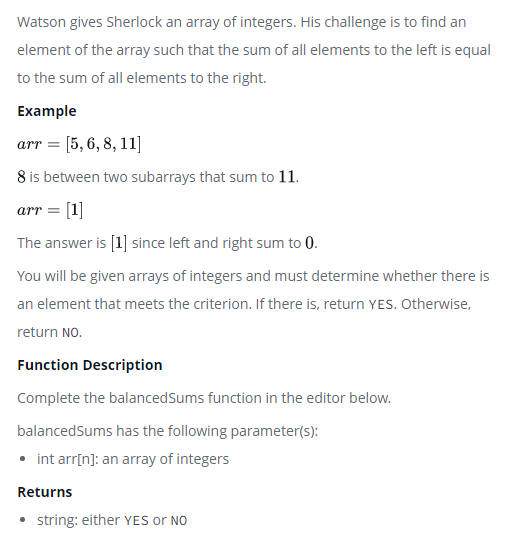 Watson gives Sherlock an array of integers. His challenge is to find an
element of the array such that the sum of all elements to the left is equal
to the sum of all elements to the right.
Example
arr = [5, 6, 8, 11]
8 is between two subarrays that sum to 11.
arr = [1]
The answer is [1] since left and right sum to 0.
You will be given arrays of integers and must determine whether there is
an element that meets the criterion. If there is, return YES. Otherwise,
return NO.
Function Description
Complete the balancedSums function in the editor below.
balancedSums has the following parameter(s):
• int arr[n]: an array of integers
Returns
• string: either YES or NO